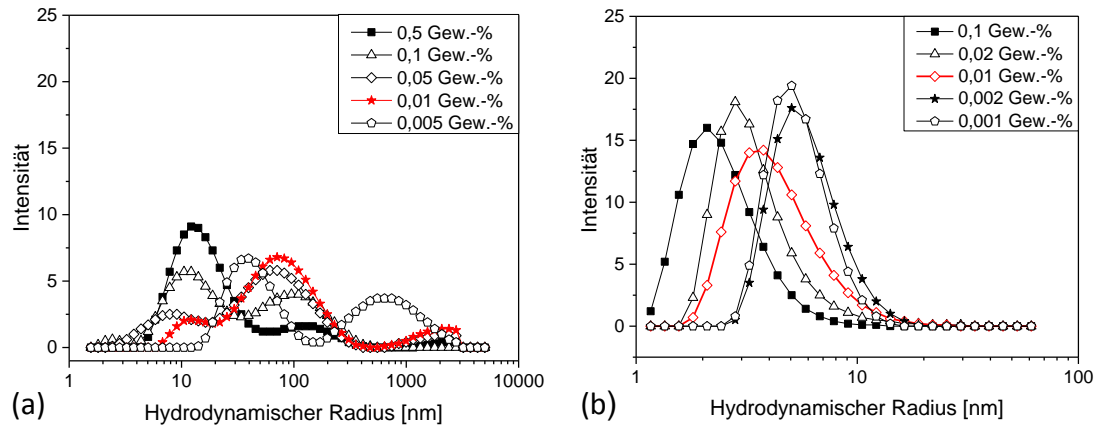 25
20
15
10
5
0
Intensität
0,5 Gew.-%
0,1 Gew.-%
0,05 Gew.-%
0,01 Gew.-%
0,005 Gew.-%
1 10 100 1000 10000
Hydrodynamischer Radius [nm]
(a)
25
20
15
10
5
0
Intensität
0,1 Gew.-%
0,02 Gew.-%
0,01 Gew.-%
0,002 Gew.-%
0,001 Gew.-%
1 10 100
Hydrodynamischer Radius [nm]
(b)